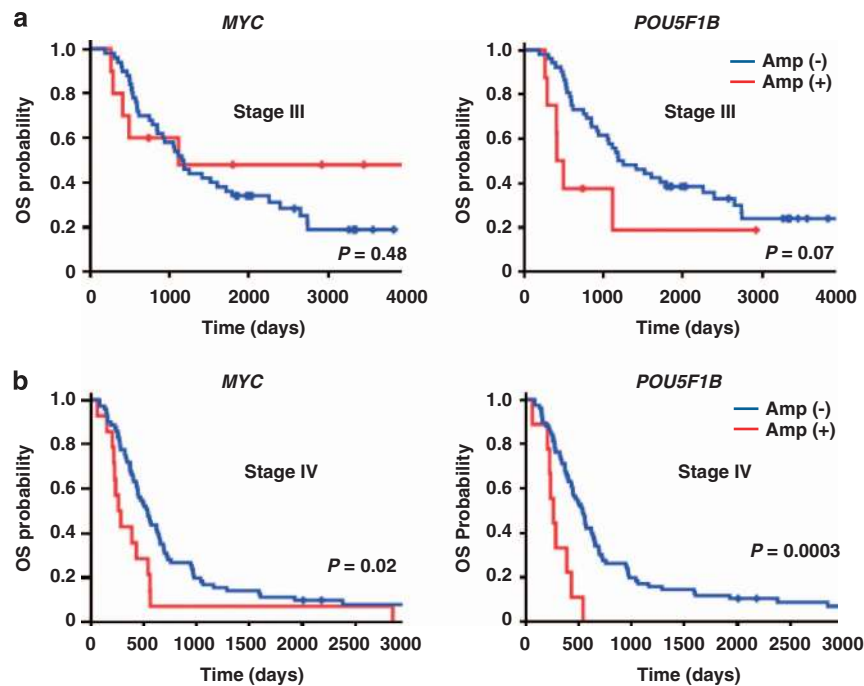 a
MYC
POU5F1B
OS probability
1.0
0.8
0.6
0.4
0.2
0
Stage III
P = 0.48
0 1000 2000 3000 4000
Time (days)
OS probability
1.0
0.8
0.6
0.4
0.2
0
Amp (-)
Amp (+)
Stage III
P = 0.07
0 1000 2000 3000 4000
Time (days)
b
MYC
POU5F1B
OS probability
1.0
0.8
0.6
0.4
0.2
0
Stage IV
P = 0.02
0 500 1000 1500 2000 2500 3000
Time (days)
OS Probability
1.0
0.8
0.6
0.4
0.2
0
Amp (-)
Amp (+)
Stage IV
P = 0.0003
0 500 1000 1500 2000 2500 3000
Time (days)